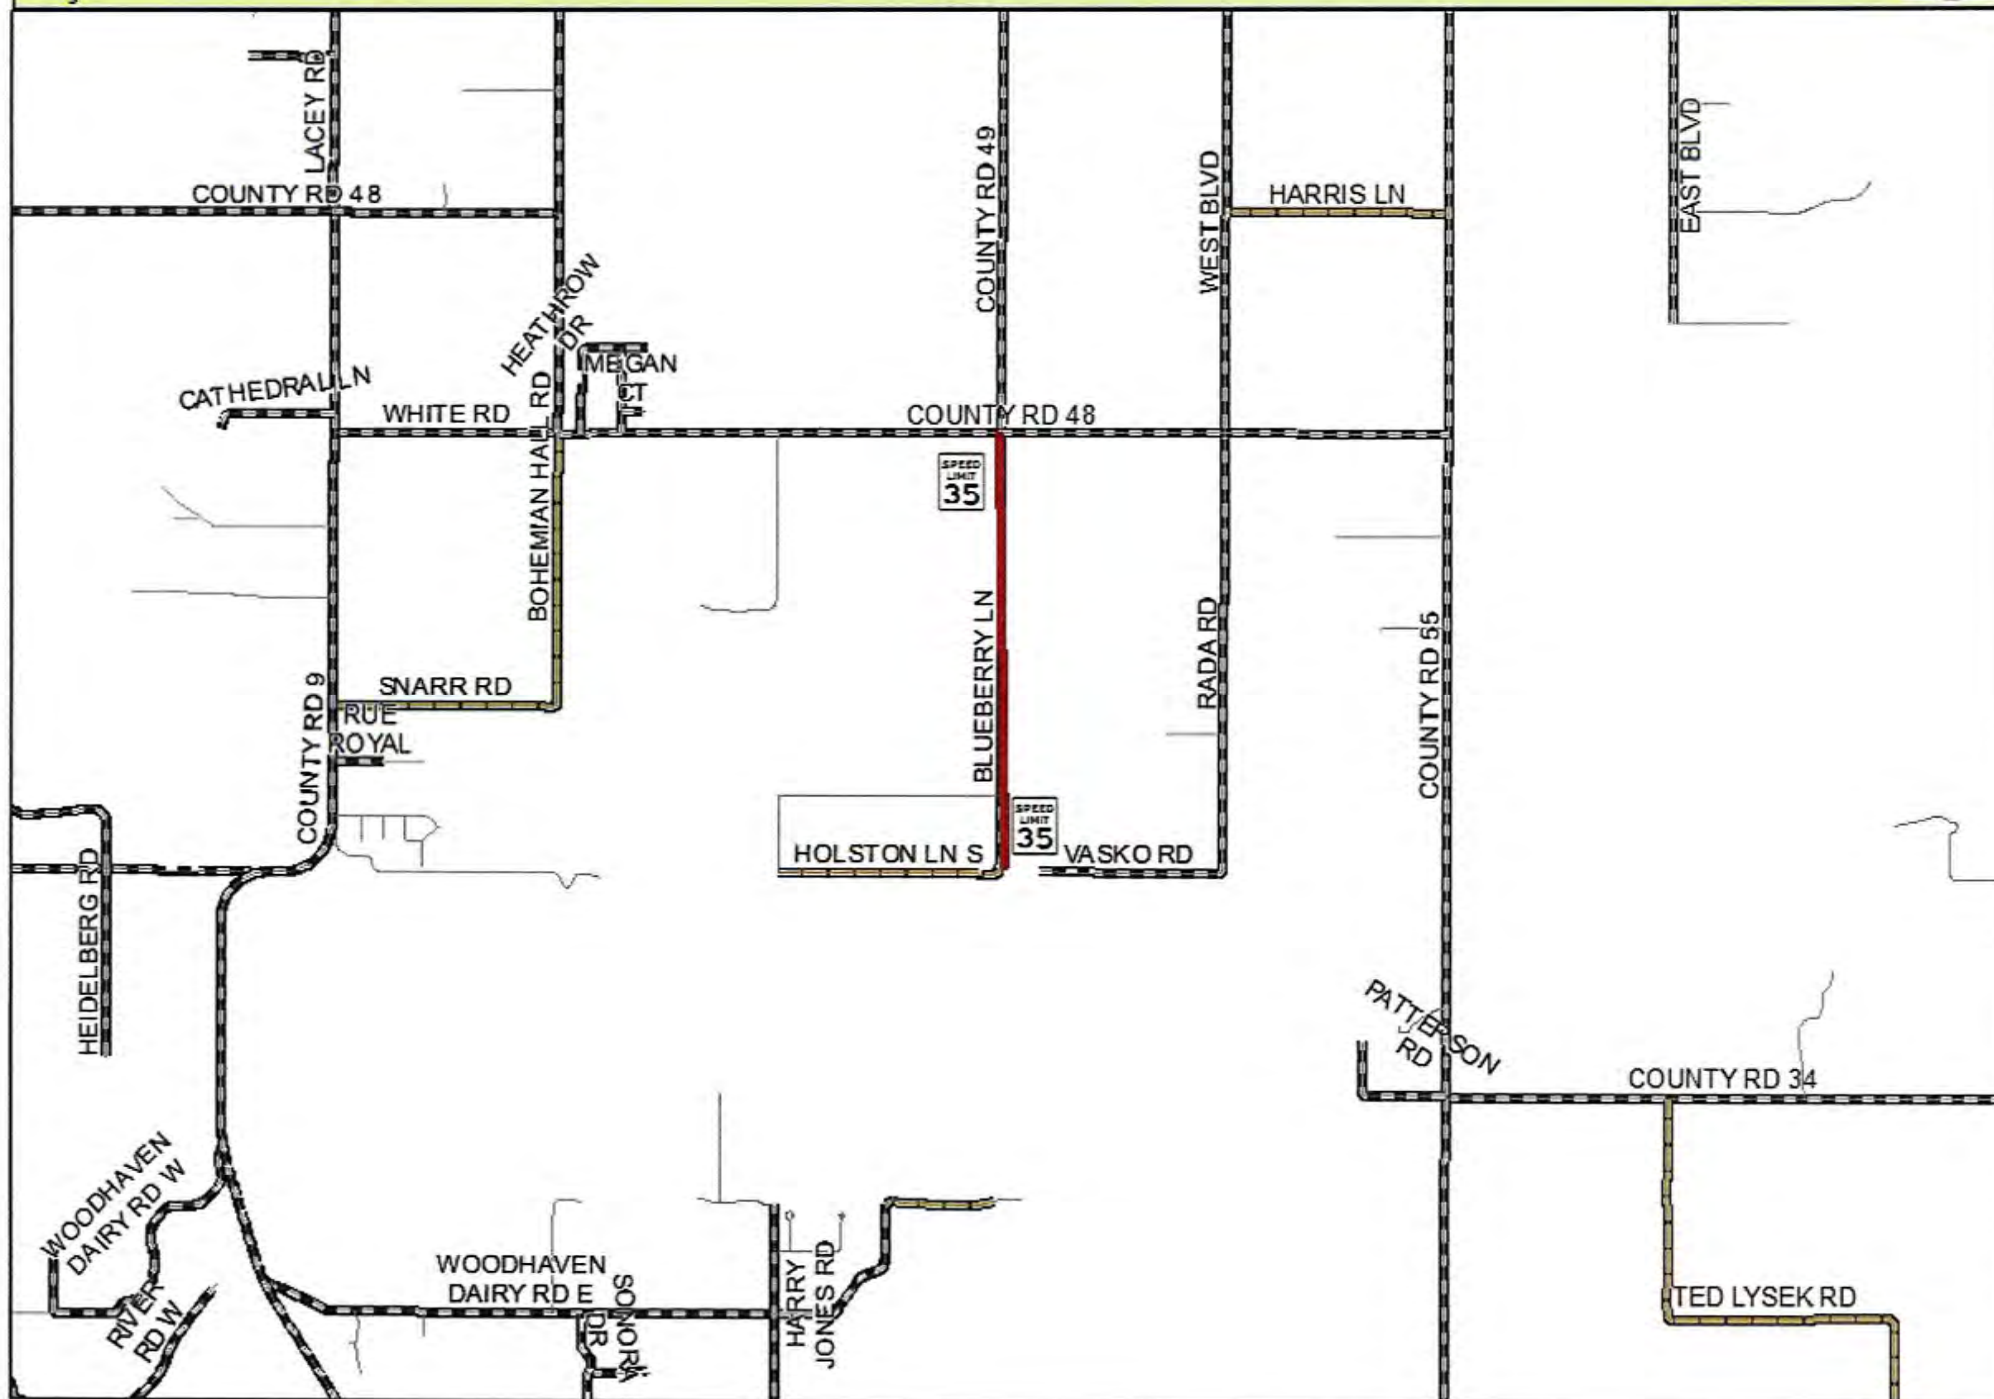 LACEY RD
COUNTY RD 48
COUNTY RD 49
WEST BLVD
HARRIS LN
EAST BLVD
HEATHROW
DR
MEGAN
CT
CATHEDRAL LN
WHITE RD
BOHEMIAN HALL RD
COUNTY RD 48
SPEED
LIMIT
35
BLUEBERRY LN
RADA RD
COUNTY RD 55
SNARR RD
RUE
ROYAL
COUNTY RD 9
SPEED
LIMIT
35
HOLSTON LN S
VASKO RD
HEIDELBERG RD
PATTERSON
RD
COUNTY RD 34
WOODHAVEN
DAIRY RD W
RIVER
RD W
WOODHAVEN
DAIRY RD E
SONORA
DR
HARRY
JONES RD
TED LYSEK RD